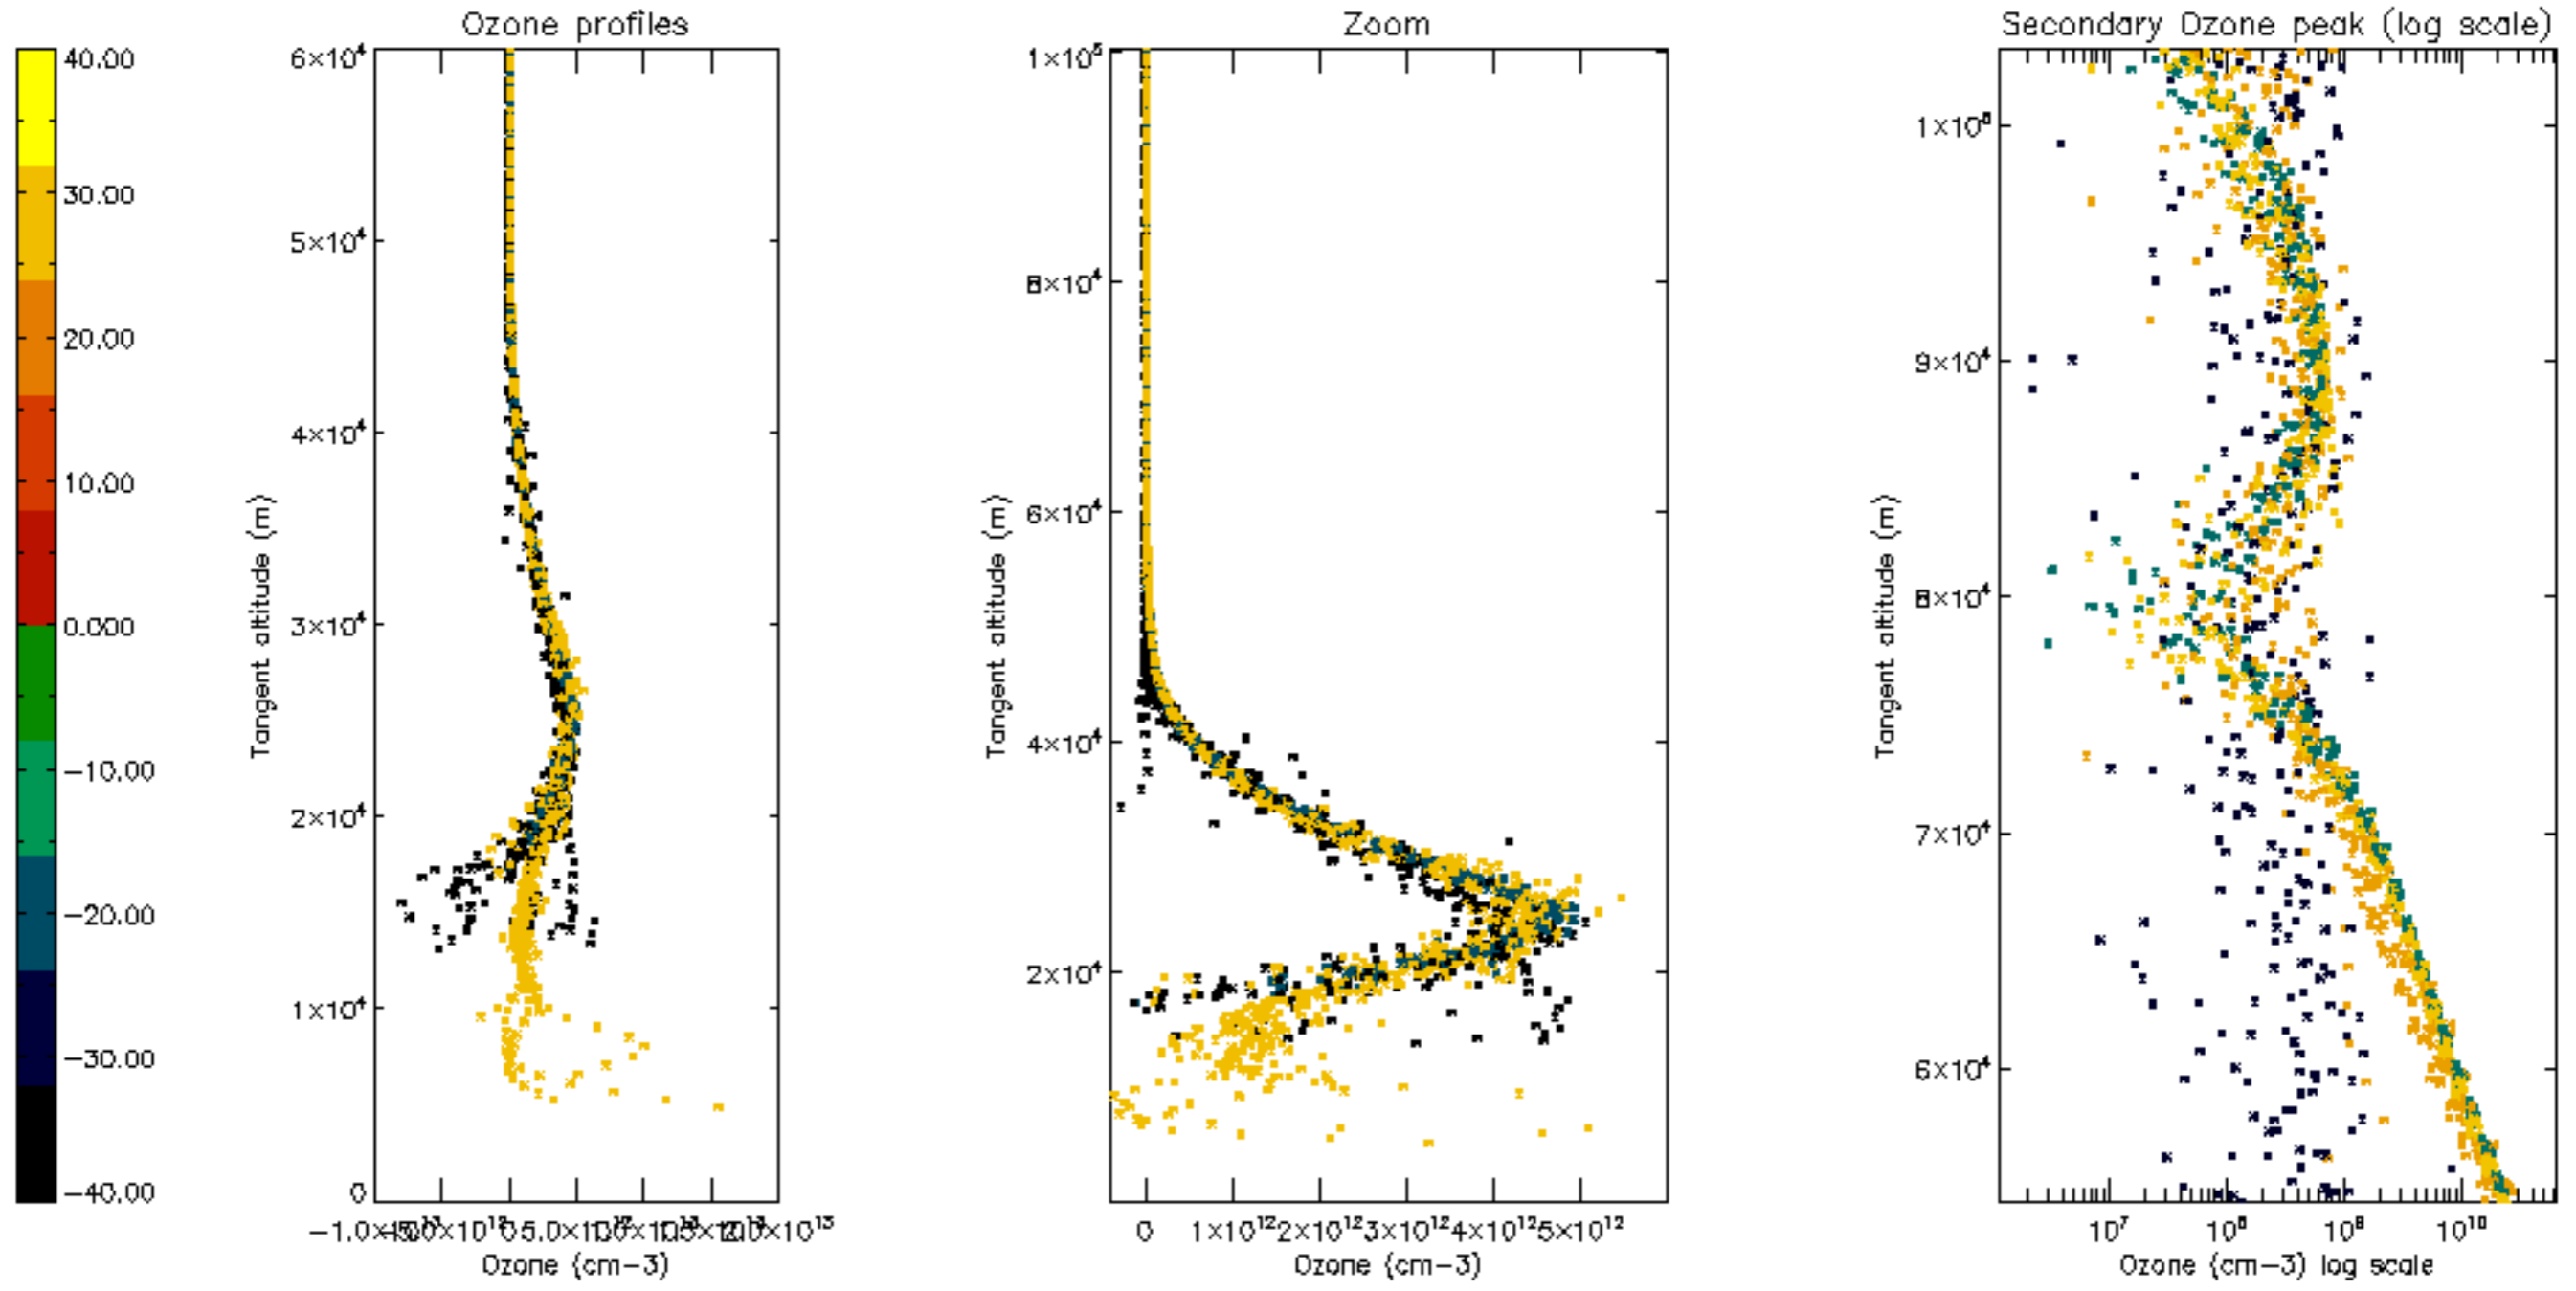 Ozone profiles
Zoom
Secondary Ozone peak (log scale)
40.00
30.00
20.00
10.00
0.000
−10.00
−20.00
−30.00
−40.00
Tangent altitude (m)
6×10⁴
5×10⁴
4×10⁴
3×10⁴
2×10⁴
1×10⁴
0
Ozone (cm−3)
Tangent altitude (m)
1×10⁵
8×10⁴
6×10⁴
4×10⁴
2×10⁴
0 1×10¹² 2×10¹² 3×10¹² 4×10¹² 5×10¹²
Ozone (cm−3)
Tangent altitude (m)
1×10⁵
9×10⁴
8×10⁴
7×10⁴
6×10⁴
10⁷ 10⁸ 10⁹ 10¹⁰
Ozone (cm−3) log scale